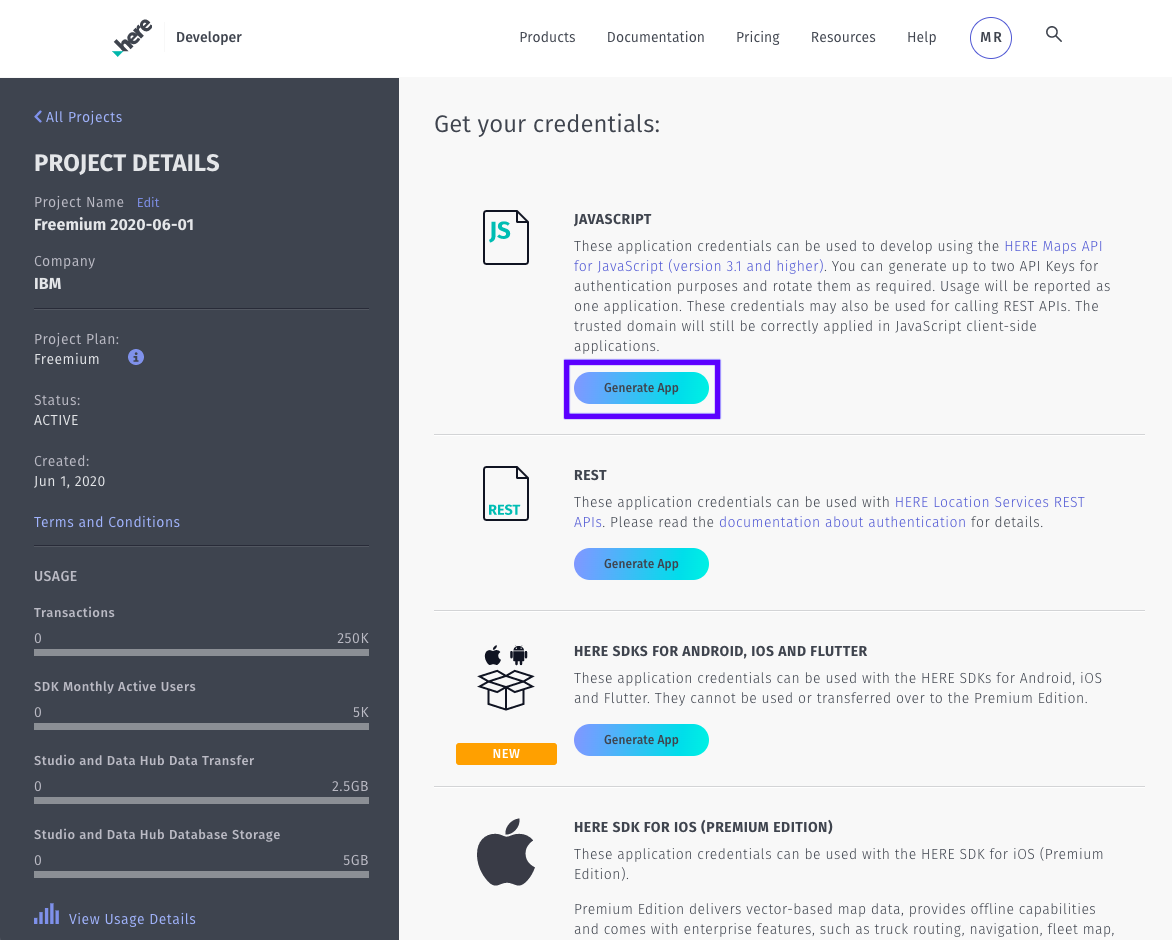 here Developer Products Documentation Pricing Resources Help MR
All Projects
PROJECT DETAILS
Project Name Edit
Freemium 2020-06-01
Company
IBM
Project Plan:
Freemium
Status:
ACTIVE
Created:
Jun 1, 2020
Terms and Conditions
USAGE
Transactions
0 250K
SDK Monthly Active Users
0 5K
Studio and Data Hub Data Transfer
0 2.5GB
Studio and Data Hub Database Storage
0 5GB
View Usage Details
Get your credentials:
JS
JAVASCRIPT
These application credentials can be used to develop using the HERE Maps API
for JavaScript (version 3.1 and higher). You can generate up to two API Keys for
authentication purposes and rotate them as required. Usage will be reported as
one application. These credentials may also be used for calling REST APIs. The
trusted domain will still be correctly applied in JavaScript client-side
applications.
Generate App
REST
REST
These application credentials can be used with HERE Location Services REST
APIs. Please read the documentation about authentication for details.
Generate App
HERE SDKS FOR ANDROID, IOS AND FLUTTER
These application credentials can be used with the HERE SDKs for Android, iOS
and Flutter. They cannot be used or transferred over to the Premium Edition.
Generate App
NEW
HERE SDK FOR IOS (PREMIUM EDITION)
These application credentials can be used with the HERE SDK for iOS (Premium
Edition).
Premium Edition delivers vector-based map data, provides offline capabilities
and comes with enterprise features, such as truck routing, navigation, fleet map,